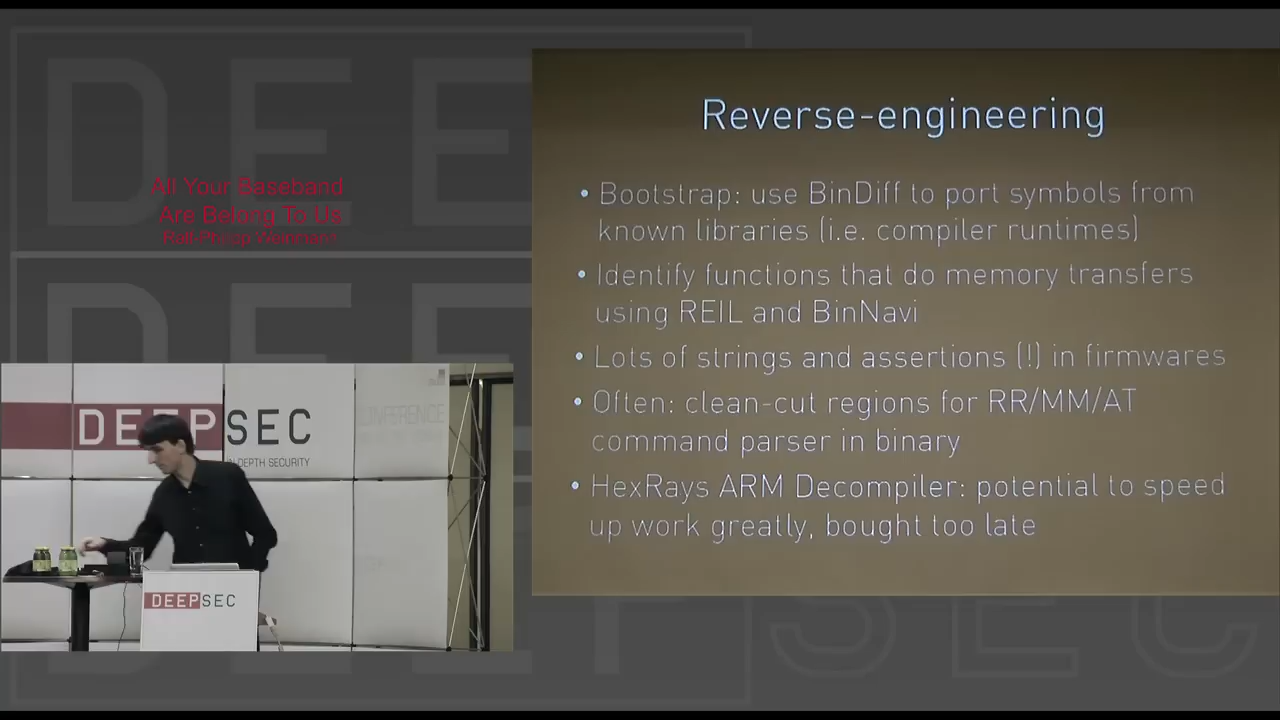 All Your Baseband
Are Belong To Us
Ralf-Philipp Weinmann
Reverse-engineering
• Bootstrap: use BinDiff to port symbols from
known libraries (i.e. compiler runtimes)
• Identify functions that do memory transfers
using REIL and BinNavi
• Lots of strings and assertions (!) in firmwares
• Often: clean-cut regions for RR/MM/AT
command parser in binary
• HexRays ARM Decompiler: potential to speed
up work greatly, bought too late
DEEPSEC
IN DEPTH SECURITY
CONFERENCE
DEEPSEC
DEE
DEE
DEEPSEC